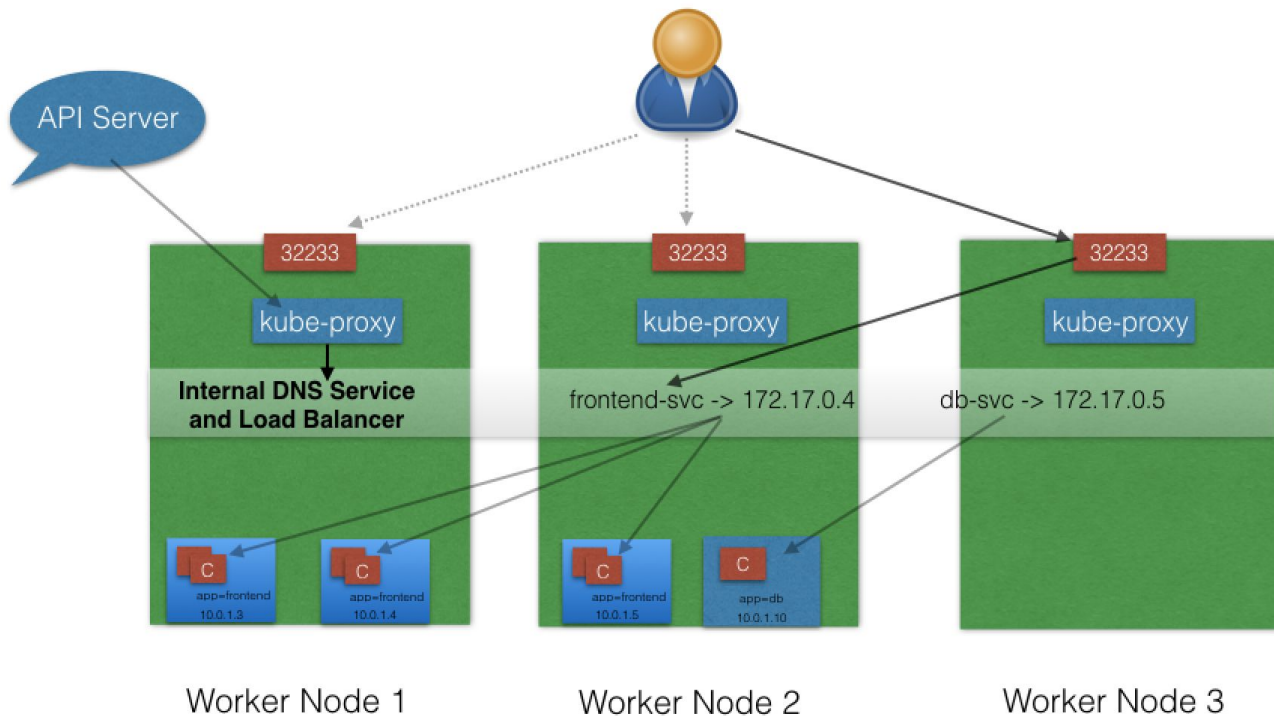 API Server
32233
32233
32233
kube-proxy
kube-proxy
kube-proxy
Internal DNS Service
and Load Balancer
frontend-svc -> 172.17.0.4
db-svc -> 172.17.0.5
C
app=frontend
10.0.1.3
C
app=frontend
10.0.1.4
C
app=frontend
10.0.1.5
C
app=db
10.0.1.10
Worker Node 1
Worker Node 2
Worker Node 3